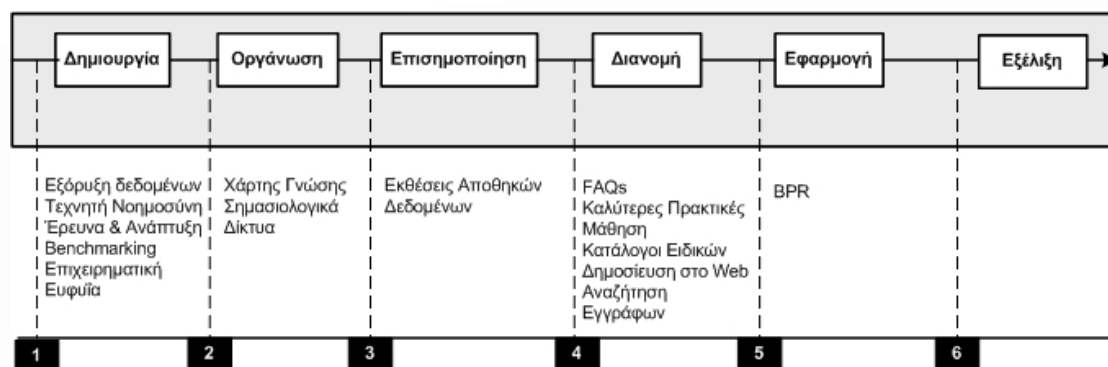 Δημιουργία
Οργάνωση
Επισημοποίηση
Διανομή
Εφαρμογή
Εξέλιξη
Εξόρυξη δεδομένων
Τεχνητή Νοημοσύνη
Έρευνα & Ανάπτυξη
Benchmarking
Επιχειρηματική
Ευφυΐα
Χάρτης Γνώσης
Σημασιολογικά
Δίκτυα
Εκθέσεις Αποθηκών
Δεδομένων
FAQs
Καλύτερες Πρακτικές
Μάθηση
Κατάλογοι Ειδικών
Δημοσίευση στο Web
Αναζήτηση
Εγγράφων
BPR
1
2
3
4
5
6